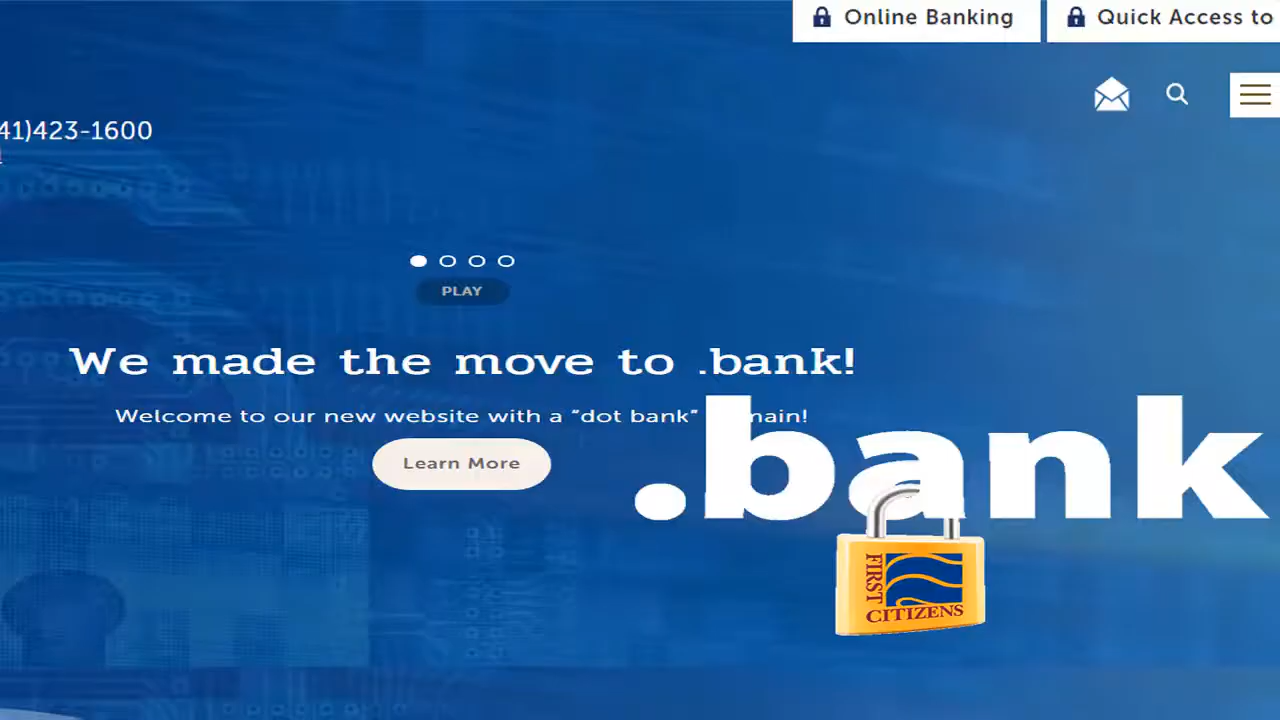 Online Banking
Quick Access to
41)423-1600
PLAY
We made the move to .bank!
Welcome to our new website with a “dot bank”
Learn More
.bank
FIRST
CITIZENS